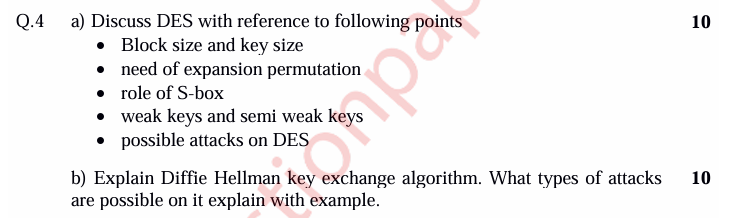 Q.4 a) Discuss DES with reference to following points 10
• Block size and key size
• need of expansion permutation
• role of S-box
• weak keys and semi weak keys
• possible attacks on DES
b) Explain Diffie Hellman key exchange algorithm. What types of attacks 10
are possible on it explain with example.
stionpap